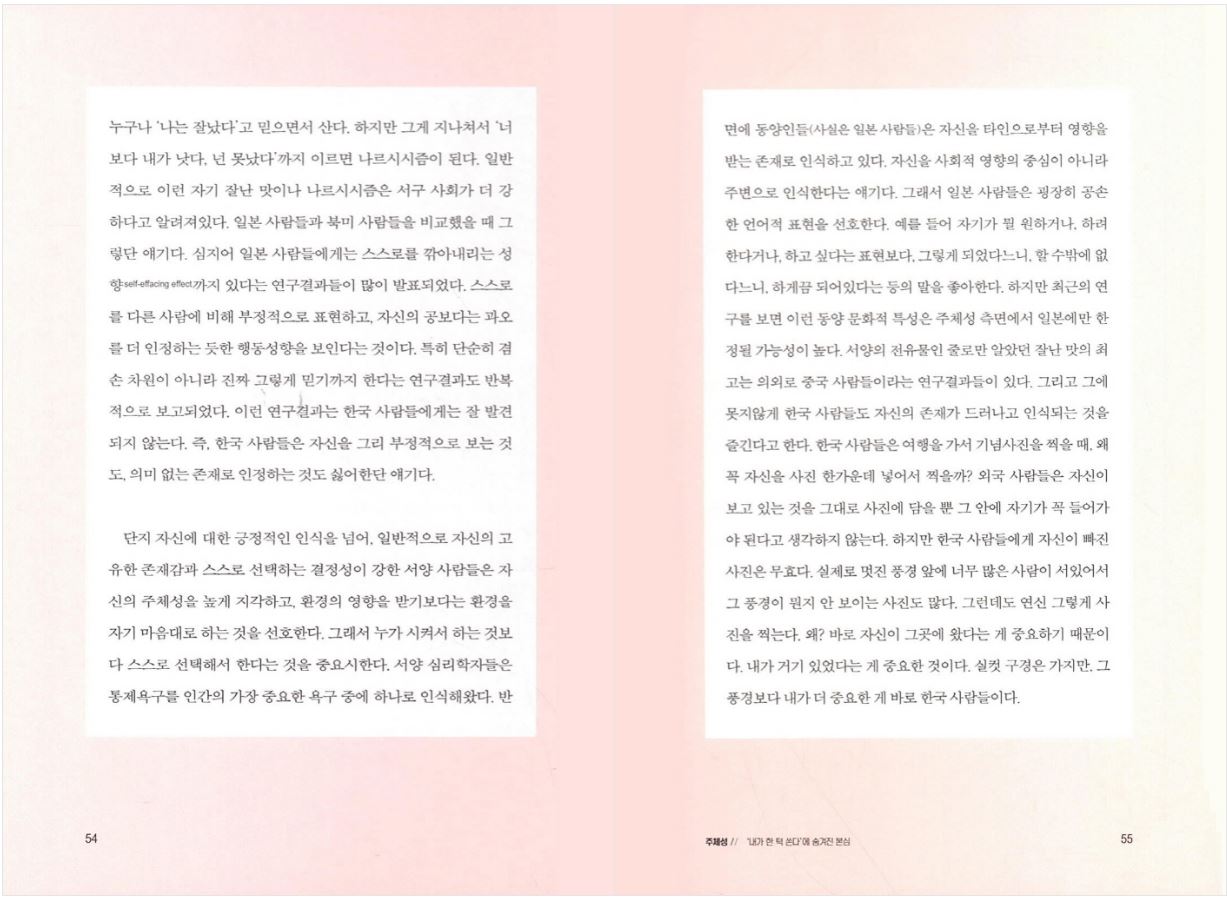 누구나 '나는 잘났다'고 믿으면서 산다. 하지만 그게 지나쳐서 '너
보다 내가 낫다, 넌 못났다'까지 이르면 나르시시즘이 된다. 일반
적으로 이런 자기 잘난 맛이나 나르시시즘은 서구 사회가 더 강
하다고 알려져있다. 일본 사람들과 북미 사람들을 비교했을 때 그
렇단 얘기다. 심지어 일본 사람들에게는 스스로를 깎아내리는 성
향self-effacing effect까지 있다는 연구결과들이 많이 발표되었다. 스스로
를 다른 사람에 비해 부정적으로 표현하고, 자신의 공보다는 과오
를 더 인정하는 듯한 행동성향을 보인다는 것이다. 특히 단순히 겸
손 차원이 아니라 진짜 그렇게 믿기까지 한다는 연구결과도 반복
적으로 보고되었다. 이런 연구결과는 한국 사람들에게는 잘 발견
되지 않는다. 즉, 한국 사람들은 자신을 그리 부정적으로 보는 것
도, 의미 없는 존재로 인정하는 것도 싫어한단 얘기다.
단지 자신에 대한 긍정적인 인식을 넘어, 일반적으로 자신의 고
유한 존재감과 스스로 선택하는 결정성이 강한 서양 사람들은 자
신의 주체성을 높게 지각하고, 환경의 영향을 받기보다는 환경을
자기 마음대로 하는 것을 선호한다. 그래서 누가 시켜서 하는 것보
다 스스로 선택해서 한다는 것을 중요시한다. 서양 심리학자들은
통제욕구를 인간의 가장 중요한 욕구 중에 하나로 인식해왔다. 반
54
면에 동양인들(사실은 일본 사람들)은 자신을 타인으로부터 영향을
받는 존재로 인식하고 있다. 자신을 사회적 영향의 중심이 아니라
주변으로 인식한다는 얘기다. 그래서 일본 사람들은 굉장히 공손
한 언어적 표현을 선호한다. 예를 들어 자기가 뭘 원하거나, 하려
한다거나, 하고 싶다는 표현보다, 그렇게 되었다느니, 할 수밖에 없
다느니, 하게끔 되어있다는 등의 말을 좋아한다. 하지만 최근의 연
구를 보면 이런 동양 문화적 특성은 주체성 측면에서 일본에만 한
정될 가능성이 높다. 서양의 전유물인 줄로만 알았던 잘난 맛의 최
고는 의외로 중국 사람들이라는 연구결과들이 있다. 그리고 그에
못지않게 한국 사람들도 자신의 존재가 드러나고 인식되는 것을
즐긴다고 한다. 한국 사람들은 여행을 가서 기념사진을 찍을 때, 왜
꼭 자신을 사진 한가운데 넣어서 찍을까? 외국 사람들은 자신이
보고 있는 것을 그대로 사진에 담을 뿐 그 안에 자기가 꼭 들어가
야 된다고 생각하지 않는다. 하지만 한국 사람들에게 자신이 빠진
사진은 무효다. 실제로 멋진 풍경 앞에 너무 많은 사람이 서있어서
그 풍경이 뭔지 안 보이는 사진도 많다. 그런데도 연신 그렇게 사
진을 찍는다. 왜? 바로 자신이 그곳에 왔다는 게 중요하기 때문이
다. 내가 거기 있었다는 게 중요한 것이다. 실컷 구경은 가지만, 그
풍경보다 내가 더 중요한 게 바로 한국 사람들이다.
주체성 // '내가 한 턱 쏜다'에 숨겨진 본심
55